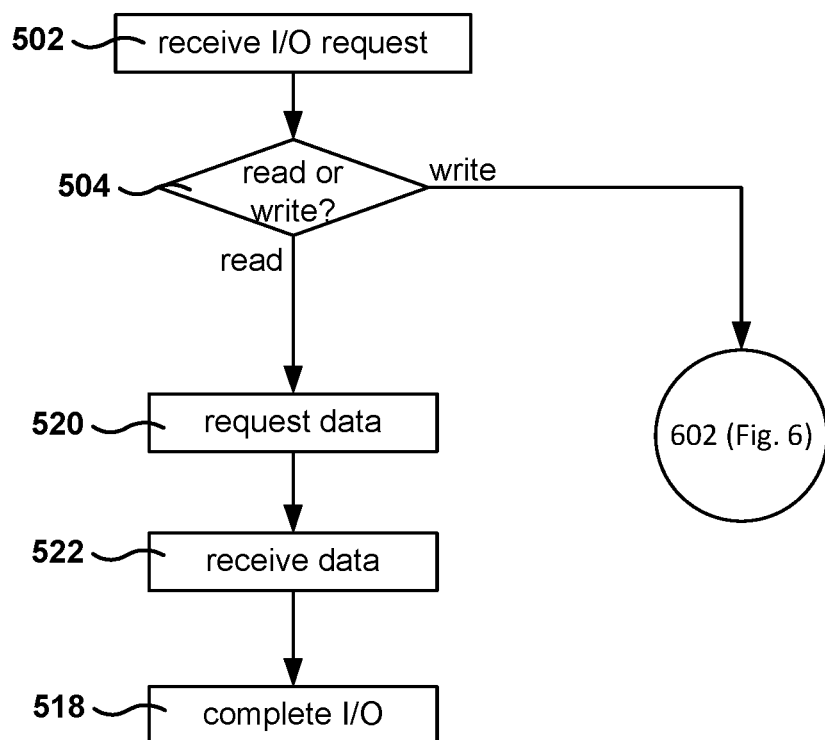 502 receive I/O request
504 read or write
write?
read
602 (Fig. 6)
520 request data
522 receive data
518 complete I/O